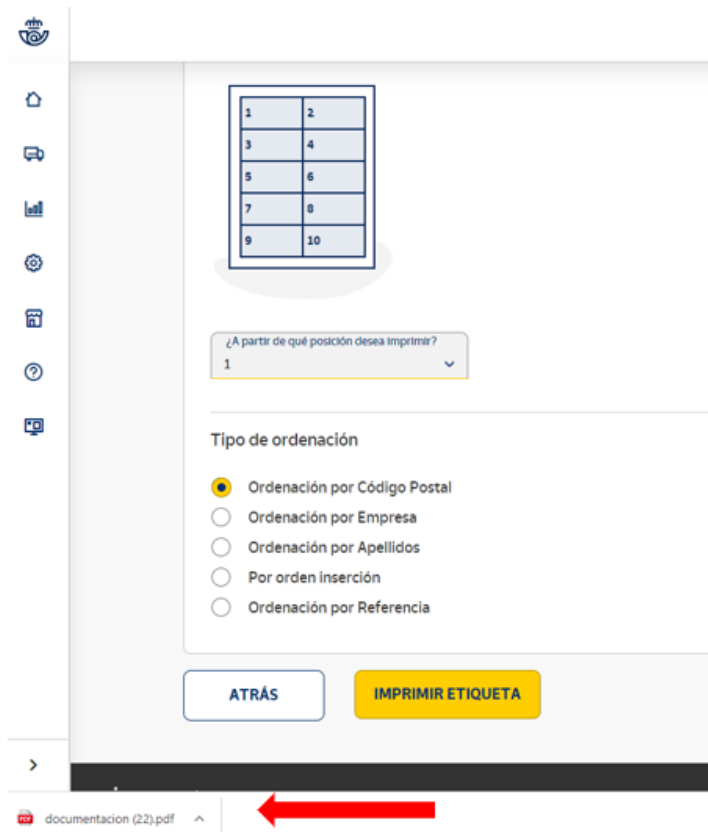 1 2
3 4
5 6
7 8
9 10
¿A partir de qué posición desea imprimir?
1
Tipo de ordenación
Ordenación por Código Postal
Ordenación por Empresa
Ordenación por Apellidos
Por orden inserción
Ordenación por Referencia
ATRÁS IMPRIMIR ETIQUETA
PDF documentacion (22).pdf